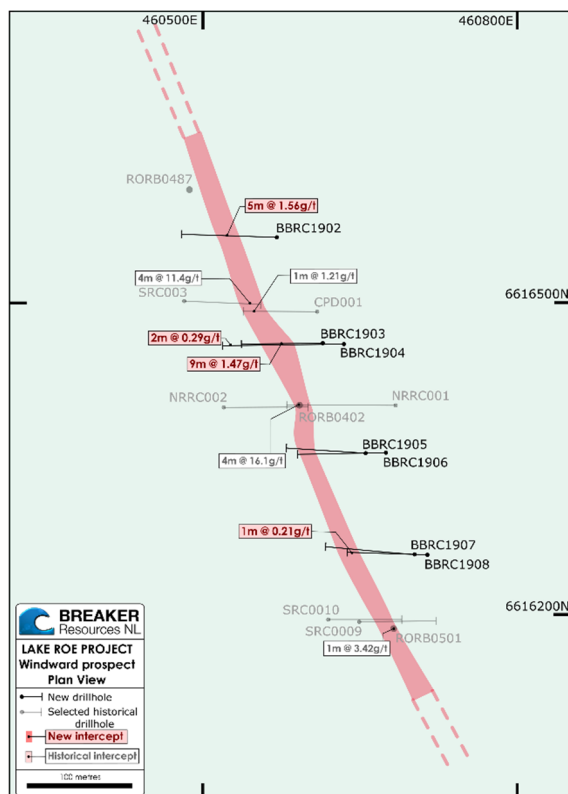 460500
460800
RORB0487
5m @ 1.56g/t
BBRC1902
4m @ 11.4g/t
1m @ 1.21g/t
SRC003
CPD001
6616500N
2m @ 0.29g/t
BBRC1903
BBRC1904
9m @ 1.47g/t
NRRC002
NRRC001
RORB0402
4m @ 16.1g/t
BBRC1905
BBRC1906
1m @ 0.21g/t
BBRC1907
BBRC1908
SRC0010
SRC0009
6616200N
RORB0501
1m @ 3.42g/t
BREAKER
Resources NL
LAKE ROE PROJECT
Windward prospect
Plan View
New drillhole
Selected historical
drillhole
New intercept
Historical intercept
100 metres